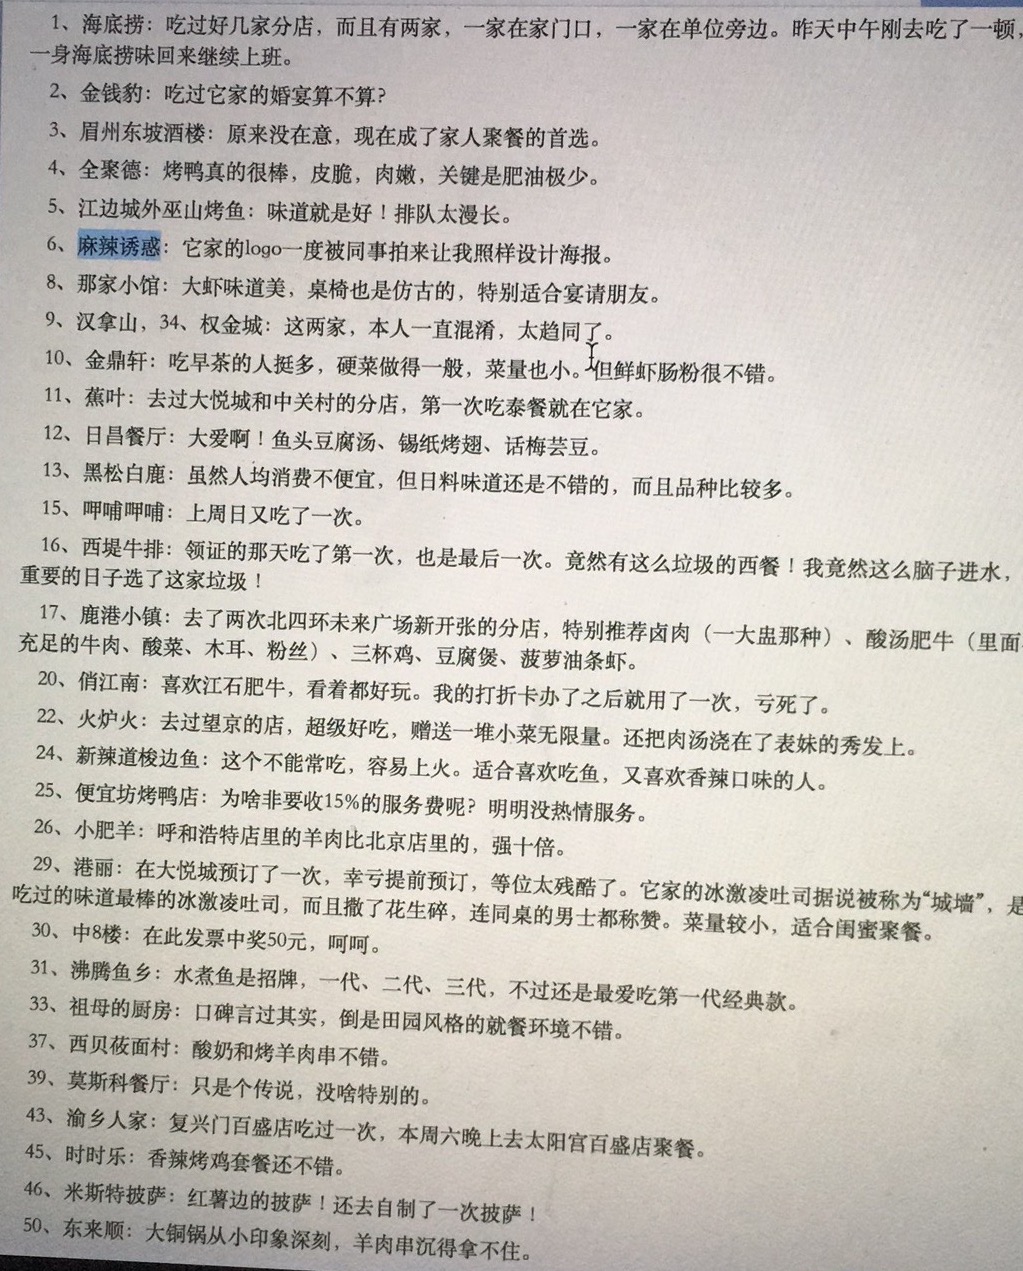 1、海底捞：吃过好几家分店，而且有两家，一家在家门口，一家在单位旁边。昨天中午刚去吃了一顿，
一身海底捞味回来继续上班。
2、金钱豹：吃过它家的婚宴算不算?
3、眉州东坡酒楼：原来没在意，现在成了家人聚餐的首选。
4、全聚德：烤鸭真的很棒，皮脆，肉嫩，关键是肥油极少。
5、江边城外巫山烤鱼：味道就是好！排队太漫长。
6、麻辣诱惑：它家的logo一度被同事拍来让我照样设计海报。
8、那家小馆：大虾味道美，桌椅也是仿古的，特别适合宴请朋友。
9、汉拿山，34、权金城：这两家，本人一直混淆，太趋同了。
10、金鼎轩：吃早茶的人挺多，硬菜做得一般，菜量也小。但鲜虾肠粉很不错。
11、蕉叶：去过大悦城和中关村的分店，第一次吃泰餐就在它家。
12、日昌餐厅：大爱啊！鱼头豆腐汤、锡纸烤翅、话梅芸豆。
13、黑松白鹿：虽然人均消费不便宜，但日料味道还是不错的，而且品种比较多。
15、呷哺呷哺：上周日又吃了一次。
16、西堤牛排：领证的那天吃了第一次，也是最后一次。竟然有这么垃圾的西餐！我竟然这么脑子进水，
重要的日子选了这家垃圾！
17、鹿港小镇：去了两次北四环未来广场新开张的分店，特别推荐卤肉（一大盅那种）、酸汤肥牛（里面
充足的牛肉、酸菜、木耳、粉丝）、三杯鸡、豆腐煲、菠萝油条虾。
20、俏江南：喜欢江石肥牛，看着都好玩。我的打折卡办了之后就用了一次，亏死了。
22、火炉火：去过望京的店，超级好吃，赠送一堆小菜无限量。还把肉汤浇在了表妹的秀发上。
24、新辣道梭边鱼：这个不能常吃，容易上火。适合喜欢吃鱼，又喜欢香辣口味的人。
25、便宜坊烤鸭店：为啥非要收15%的服务费呢？明明没热情服务。
26、小肥羊：呼和浩特店里的羊肉比北京店里的，强十倍。
29、港丽：在大悦城预订了一次，幸亏提前预订，等位太残酷了。它家的冰激凌吐司据说被称为“城墙”，是
吃过的味道最棒的冰激凌吐司，而且撒了花生碎，连同桌的男士都称赞。菜量较小，适合闺蜜聚餐。
30、中8楼：在此发票中奖50元，呵呵。
31、沸腾鱼乡：水煮鱼是招牌，一代、二代、三代，不过还是最爱吃第一代经典款。
33、祖母的厨房：口碑言过其实，倒是田园风格的就餐环境不错。
37、西贝莜面村：酸奶和烤羊肉串不错。
39、莫斯科餐厅：只是个传说，没啥特别的。
43、渝乡人家：复兴门百盛店吃过一次，本周六晚上去太阳宫百盛店聚餐。
45、时时乐：香辣烤鸡套餐还不错。
46、米斯特披萨：红薯边的披萨！还去自制了一次披萨！
50、东来顺：大铜锅从小印象深刻，羊肉串沉得拿不住。